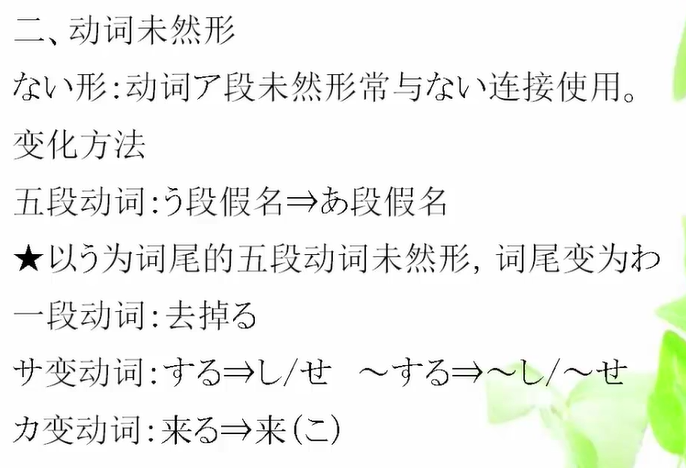 二、动词未然形
ない形:动词ア段未然形常与ない连接使用。
变化方法
五段动词:う段假名⇒あ段假名
★以う为词尾的五段动词未然形, 词尾变为わ
一段动词:去掉る
サ变动词:する⇒し/せ ～する⇒～し/～せ
カ变动词:来る⇒来(こ)